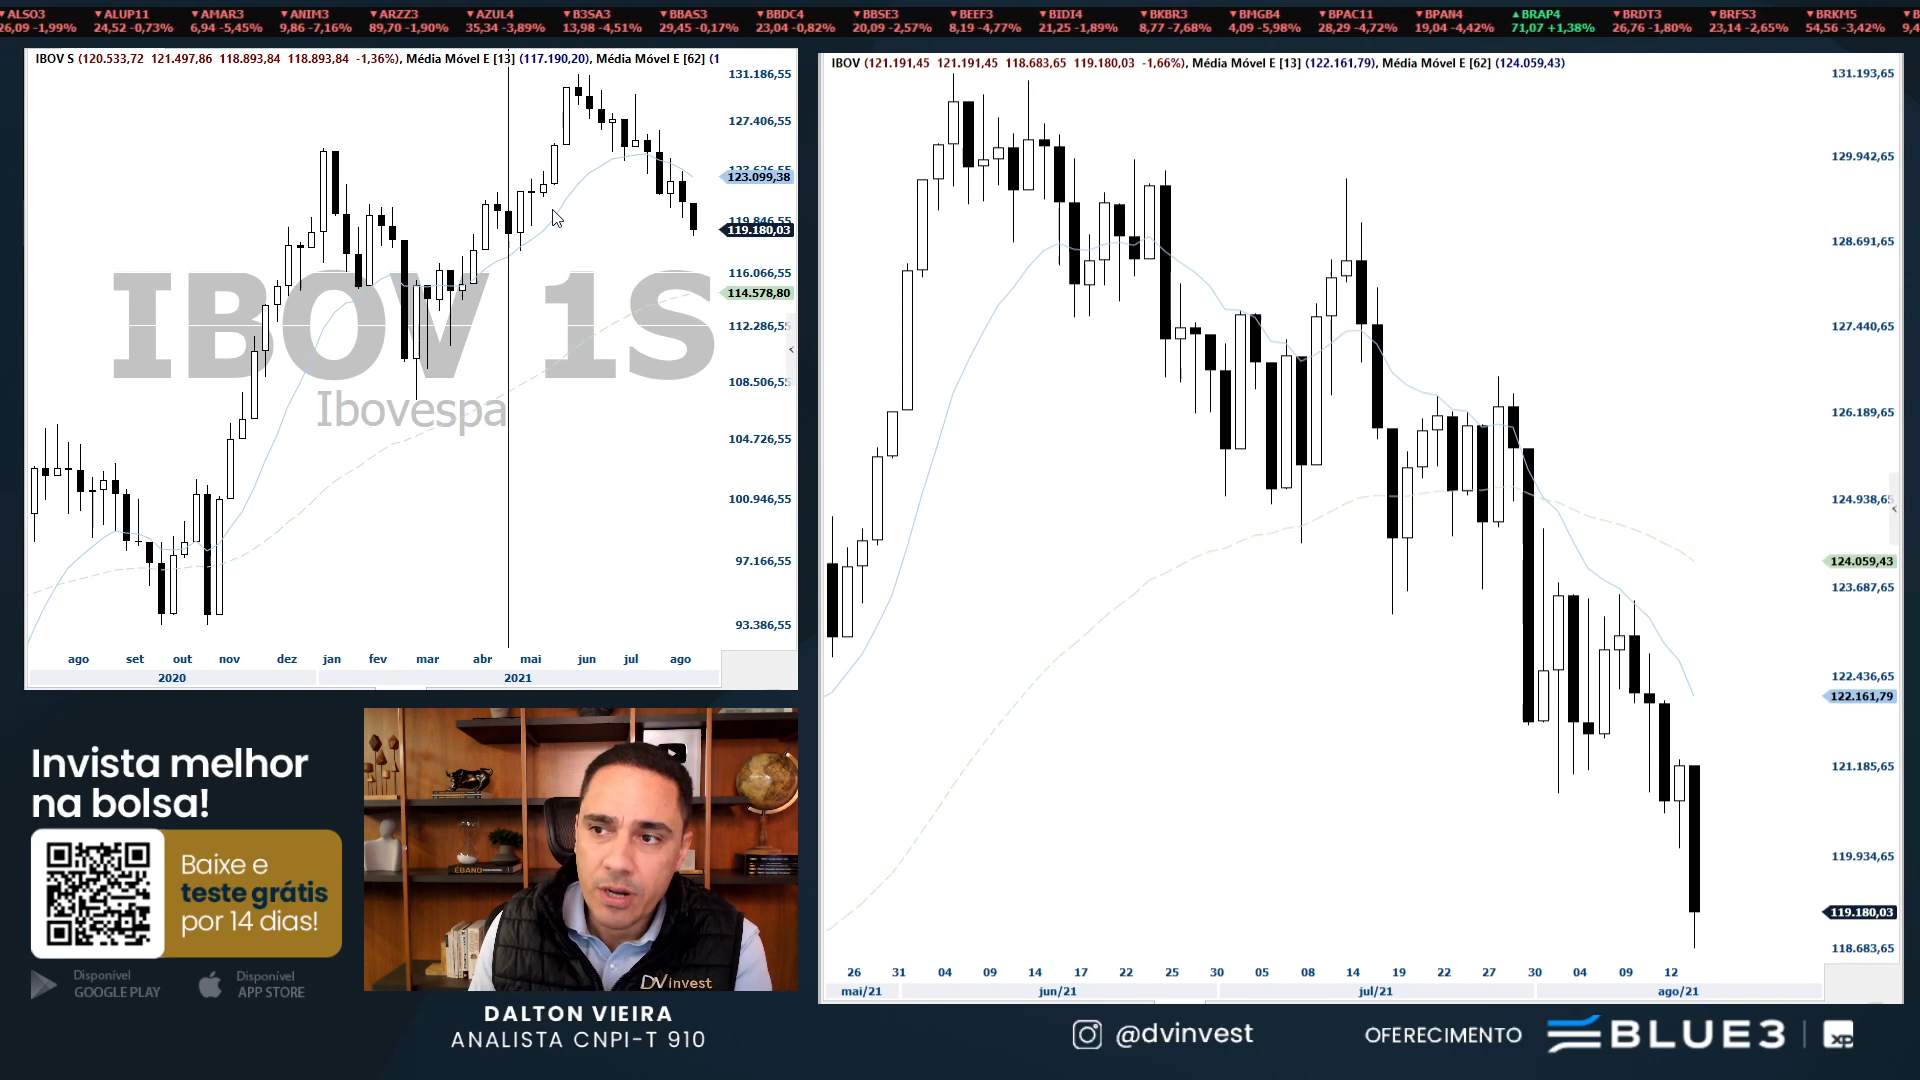 ▼ALSO3 ▼ALUP11 ▼AMAR3 ▼ANIM3 ▼ARZZ3 ▼AZUL4 ▼B3SA3 ▼BBAS3 ▼BBDC4 ▼BBSE3 ▼BEEF3 ▼BIDI4 ▼BKBR3 ▼BMGB4 ▼BPAC11 ▼BPAN4 ▲BRAP4 ▼BRDT3 ▼BRFS3 ▼BRKM5
26,09 -1,99% 24,52 -0,73% 6,94 -5,45% 9,86 -7,16% 89,70 -1,90% 35,34 -3,89% 13,98 -4,51% 29,45 -0,17% 23,04 -0,82% 20,09 -2,57% 8,19 -4,77% 21,25 -1,89% 8,77 -7,68% 4,09 -5,98% 28,29 -4,72% 19,04 -4,42% 71,07 +1,38% 26,76 -1,80% 23,14 -2,65% 54,56 -3,42%
IBOV S (120.533,72 121.497,86 118.893,84 118.893,84 -1,36%), Média Móvel E [13] (117.190,20), Média Móvel E [62] (1
131.186,55
127.406,55
123.099,38
119.846,55
119.180,03
116.066,55
114.578,80
112.286,55
108.506,55
104.726,55
100.946,55
97.166,55
93.386,55
IBOV 1S
Ibovespa
ago set out nov dez jan fev mar abr mai jun jul ago
2020 2021
IBOV (121.191,45 121.191,45 118.683,65 119.180,03 -1,66%), Média Móvel E [13] (122.161,79), Média Móvel E [62] (124.059,43)
131.193,65
129.942,65
128.691,65
127.440,65
126.189,65
124.938,65
124.059,43
123.687,65
122.436,65
122.161,79
121.185,65
119.934,65
119.180,03
118.683,65
26 31 04 09 14 17 22 25 30 05 08 14 19 22 27 30 04 09 12
mai/21 jun/21 jul/21 ago/21
Invista melhor
na bolsa!
Baixe e
teste grátis
por 14 dias!
Disponível
GOOGLE PLAY
Disponível
APP STORE
ÉBANO
DVinvest
DALTON VIEIRA
ANALISTA CNPI-T 910
@dvinvest
OFERECIMENTO
BLUE3
xp